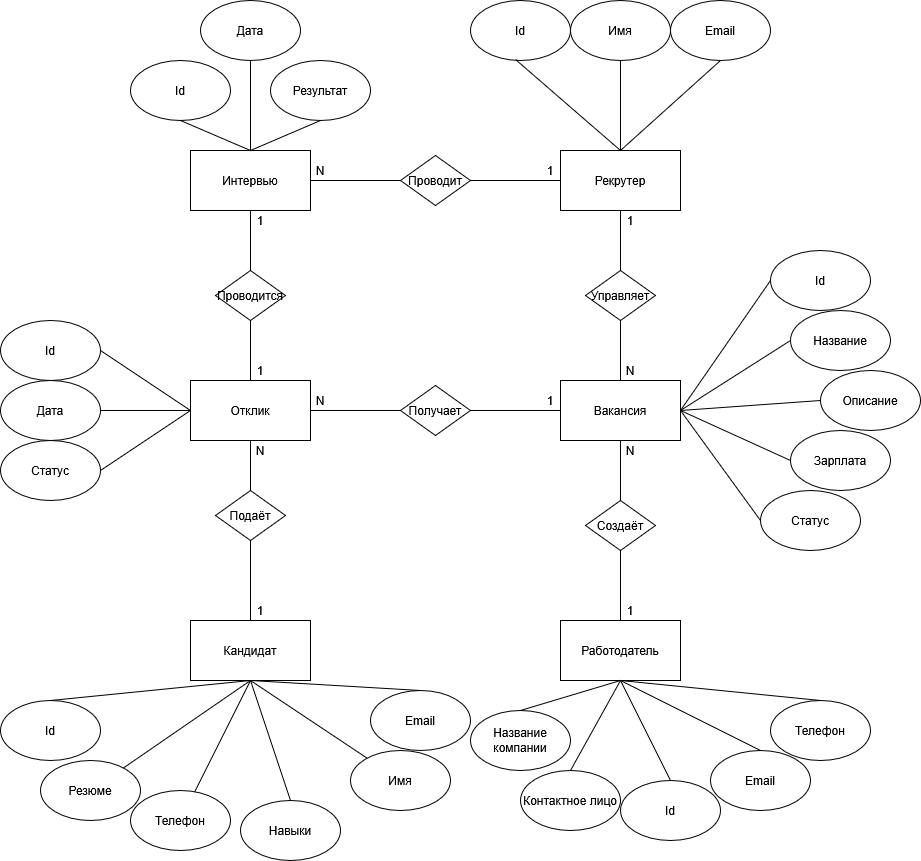 Дата
Id
Имя
Email
Id
Результат
Интервью
N
Проводит
1
Рекрутер
1
1
Проводится
Управляет
Id
Название
Id
1
N
Дата
Отклик
N
Получает
1
Вакансия
Описание
Статус
N
N
Зарплата
Подаёт
Создаёт
Статус
1
1
Кандидат
Работодатель
Id
Email
Название
компании
Телефон
Резюме
Имя
Контактное лицо
Email
Телефон
Навыки
Id